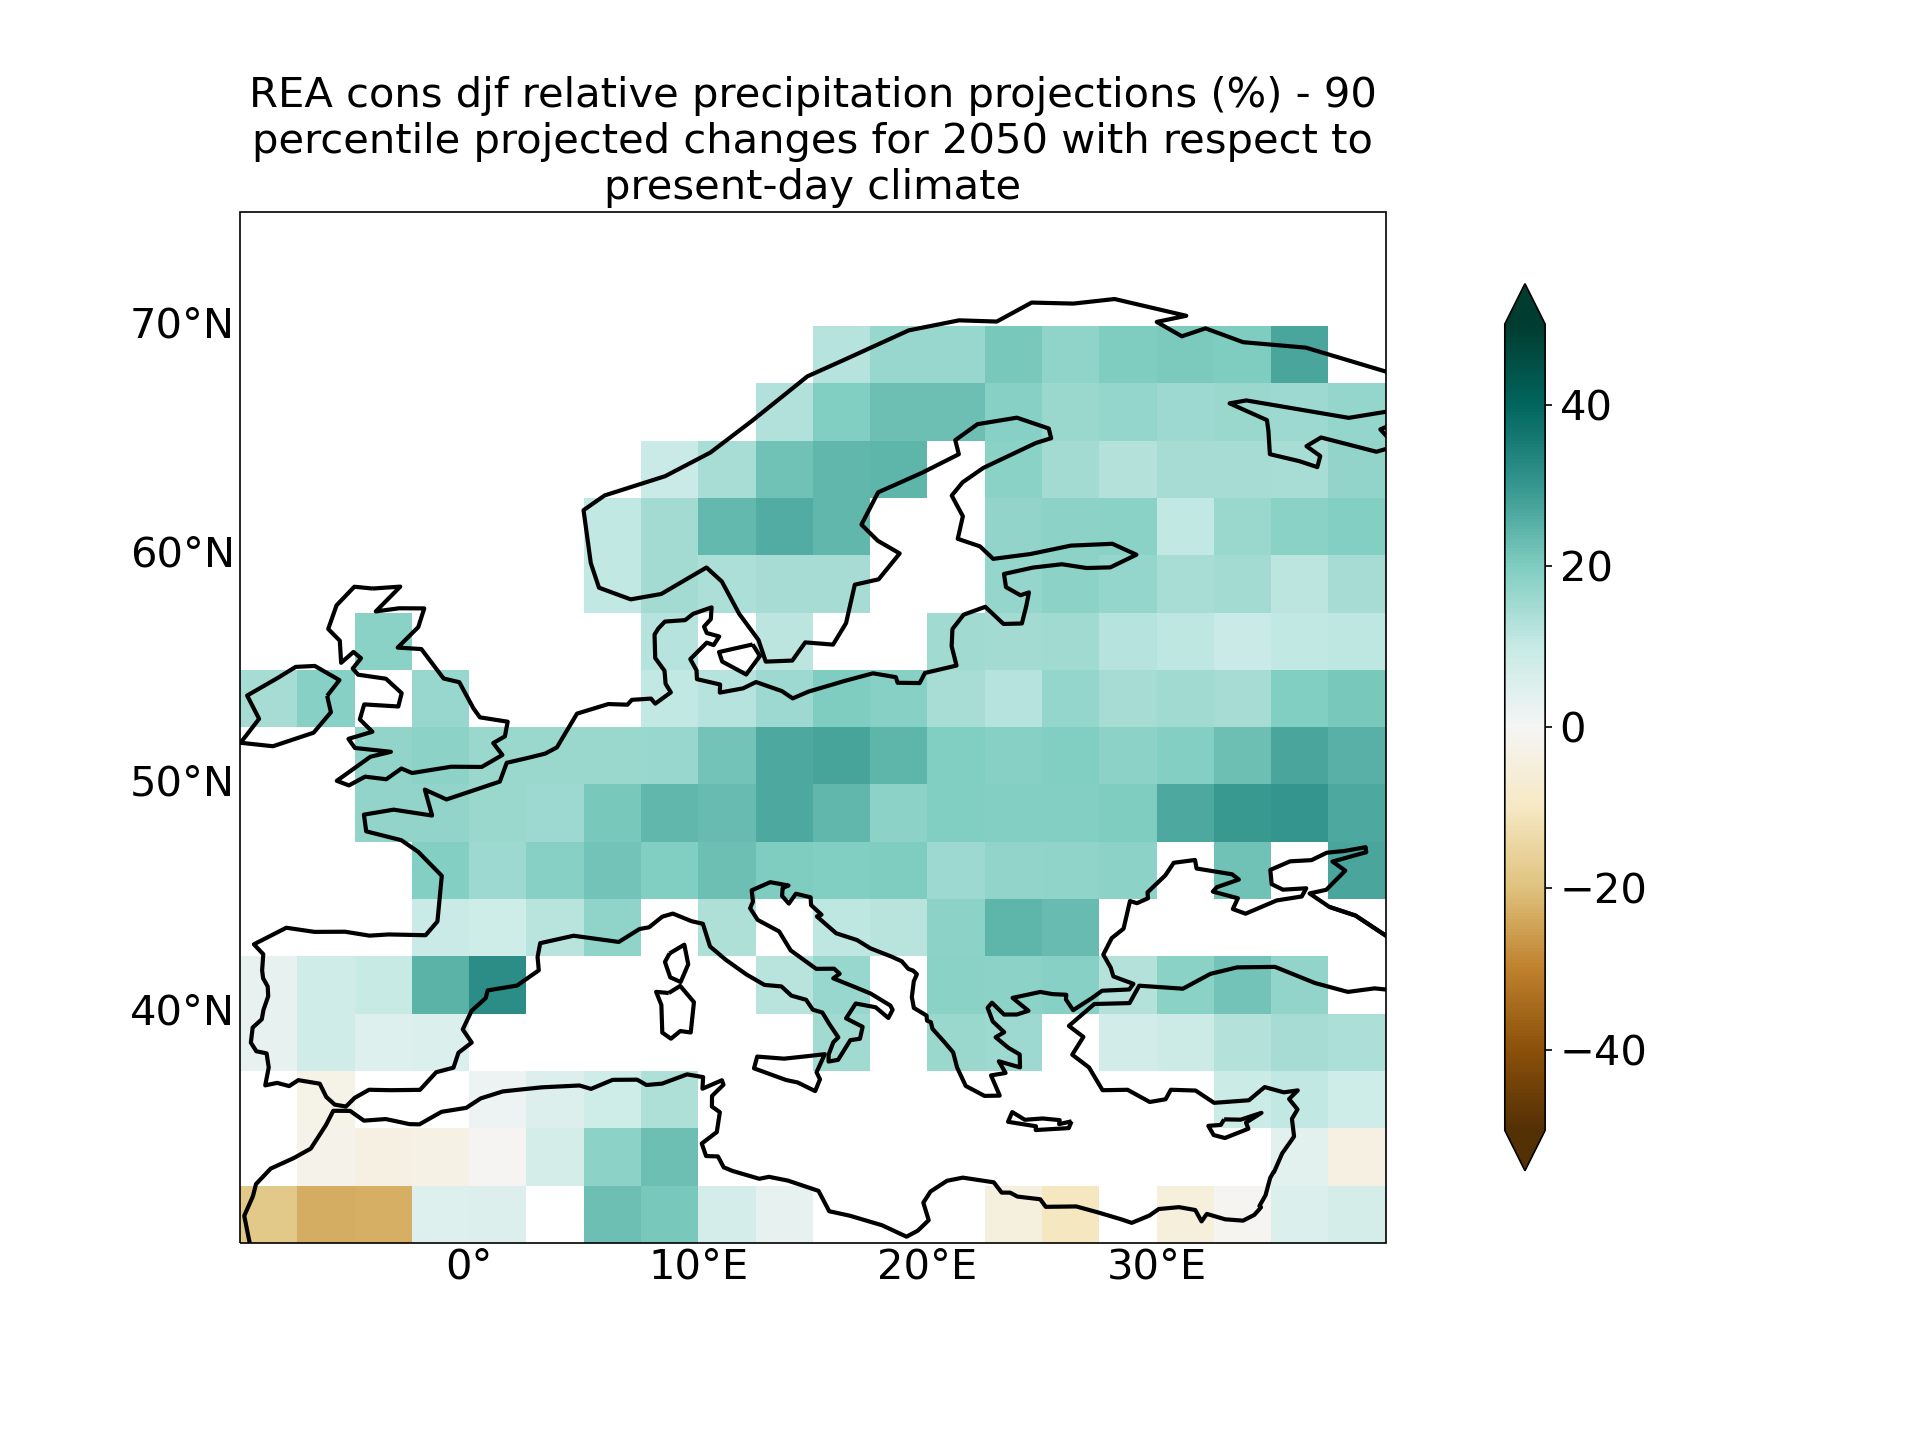 REA cons djf relative precipitation projections (%) - 90
percentile projected changes for 2050 with respect to
present-day climate
70°N
60°N
50°N
40°N
0°
10°E
20°E
30°E
40
20
0
−20
−40